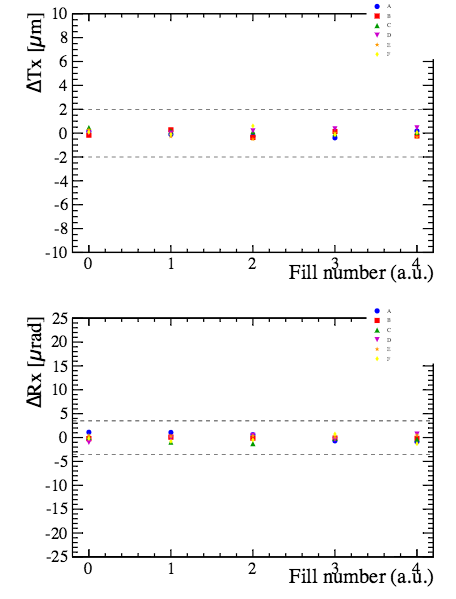 ΔTx [μm]
10
8
6
4
2
0
-2
-4
-6
-8
-10
A
B
C
D
E
F
0 1 2 3 4
Fill number (a.u.)
ΔRx [μrad]
25
20
15
10
5
0
-5
-10
-15
-20
-25
A
B
C
D
E
F
0 1 2 3 4
Fill number (a.u.)